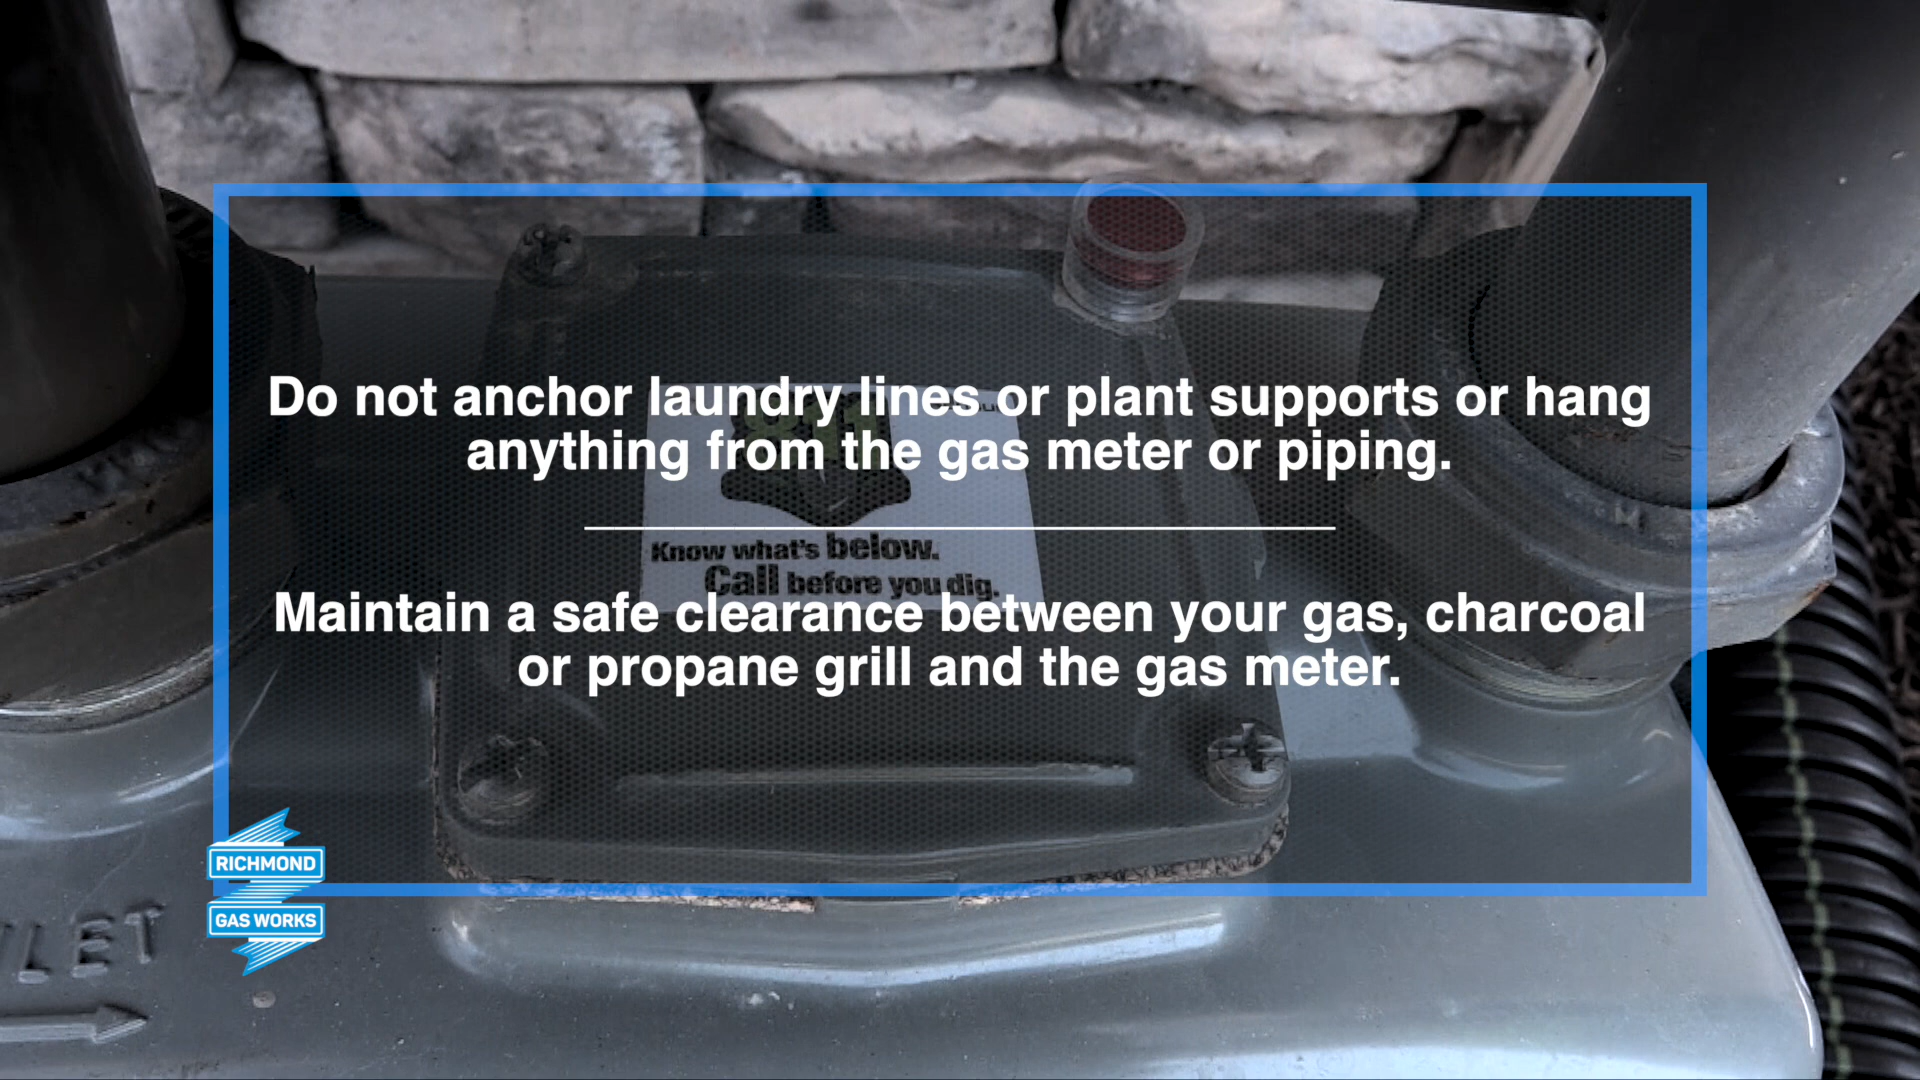 Do not anchor laundry lines or plant supports or hang
anything from the gas meter or piping.
811
Know what's below.
Call before you dig.
Maintain a safe clearance between your gas, charcoal
or propane grill and the gas meter.
RICHMOND
GAS WORKS
LET